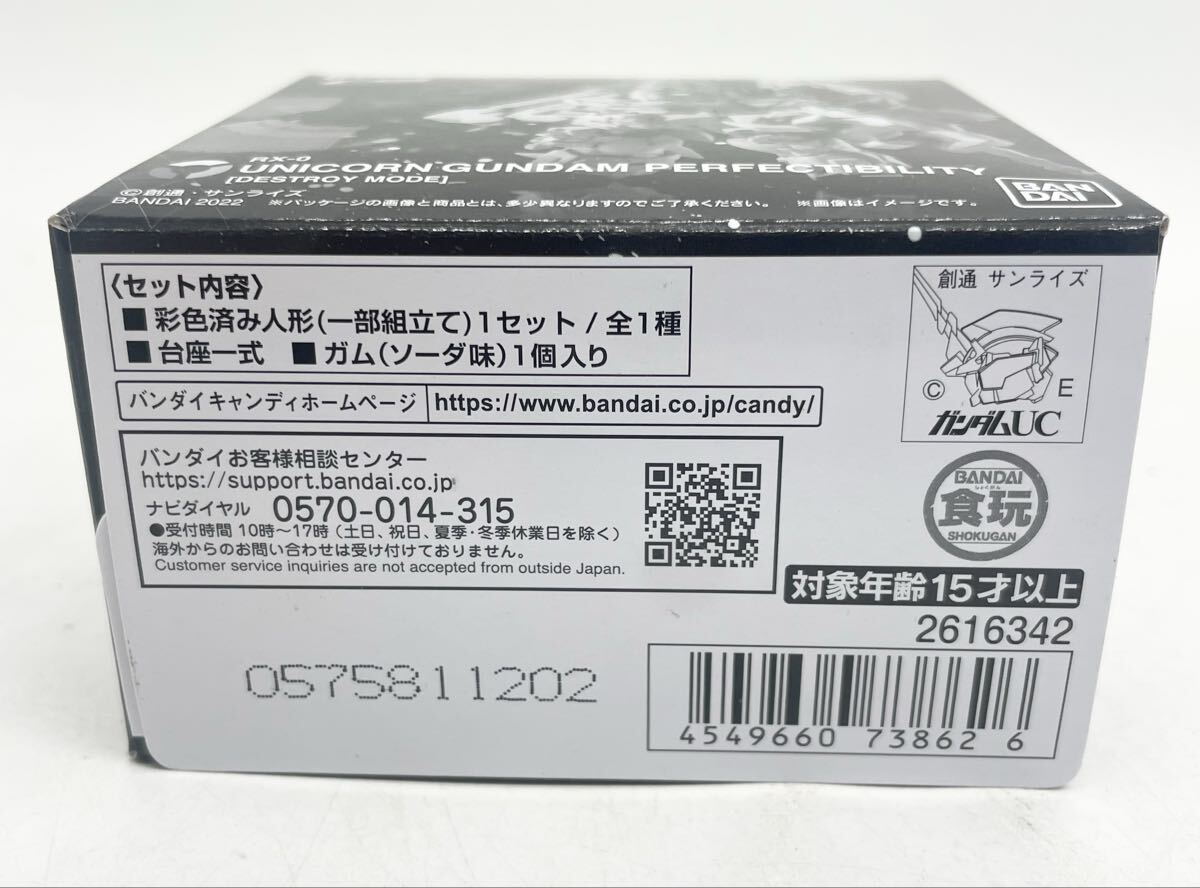 RX-0
UNICORN GUNDAM PERFECTIBILITY
[DESTROY MODE]
©創通・サンライズ
BANDAI 2022 ※パッケージの画像と商品とは、多少異なりますのでご了承ください。 ※画像はイメージです。
BAN
DAI
〈セット内容〉
■ 彩色済み人形(一部組立て)1セット / 全1種
■ 台座一式 ■ ガム(ソーダ味)1個入り
バンダイキャンディホームページ https://www.bandai.co.jp/candy/
バンダイお客様相談センター
https://support.bandai.co.jp
ナビダイヤル 0570-014-315
●受付時間 10時〜17時(土日、祝日、夏季・冬季休業日を除く)
海外からのお問い合わせは受け付けておりません。
Customer service inquiries are not accepted from outside Japan.
創通 サンライズ
© E
ガンダムUC
BANDAI
しょくがん
食玩
SHOKUGAN
対象年齢15才以上
2616342
0575811202
4549660 73862 6